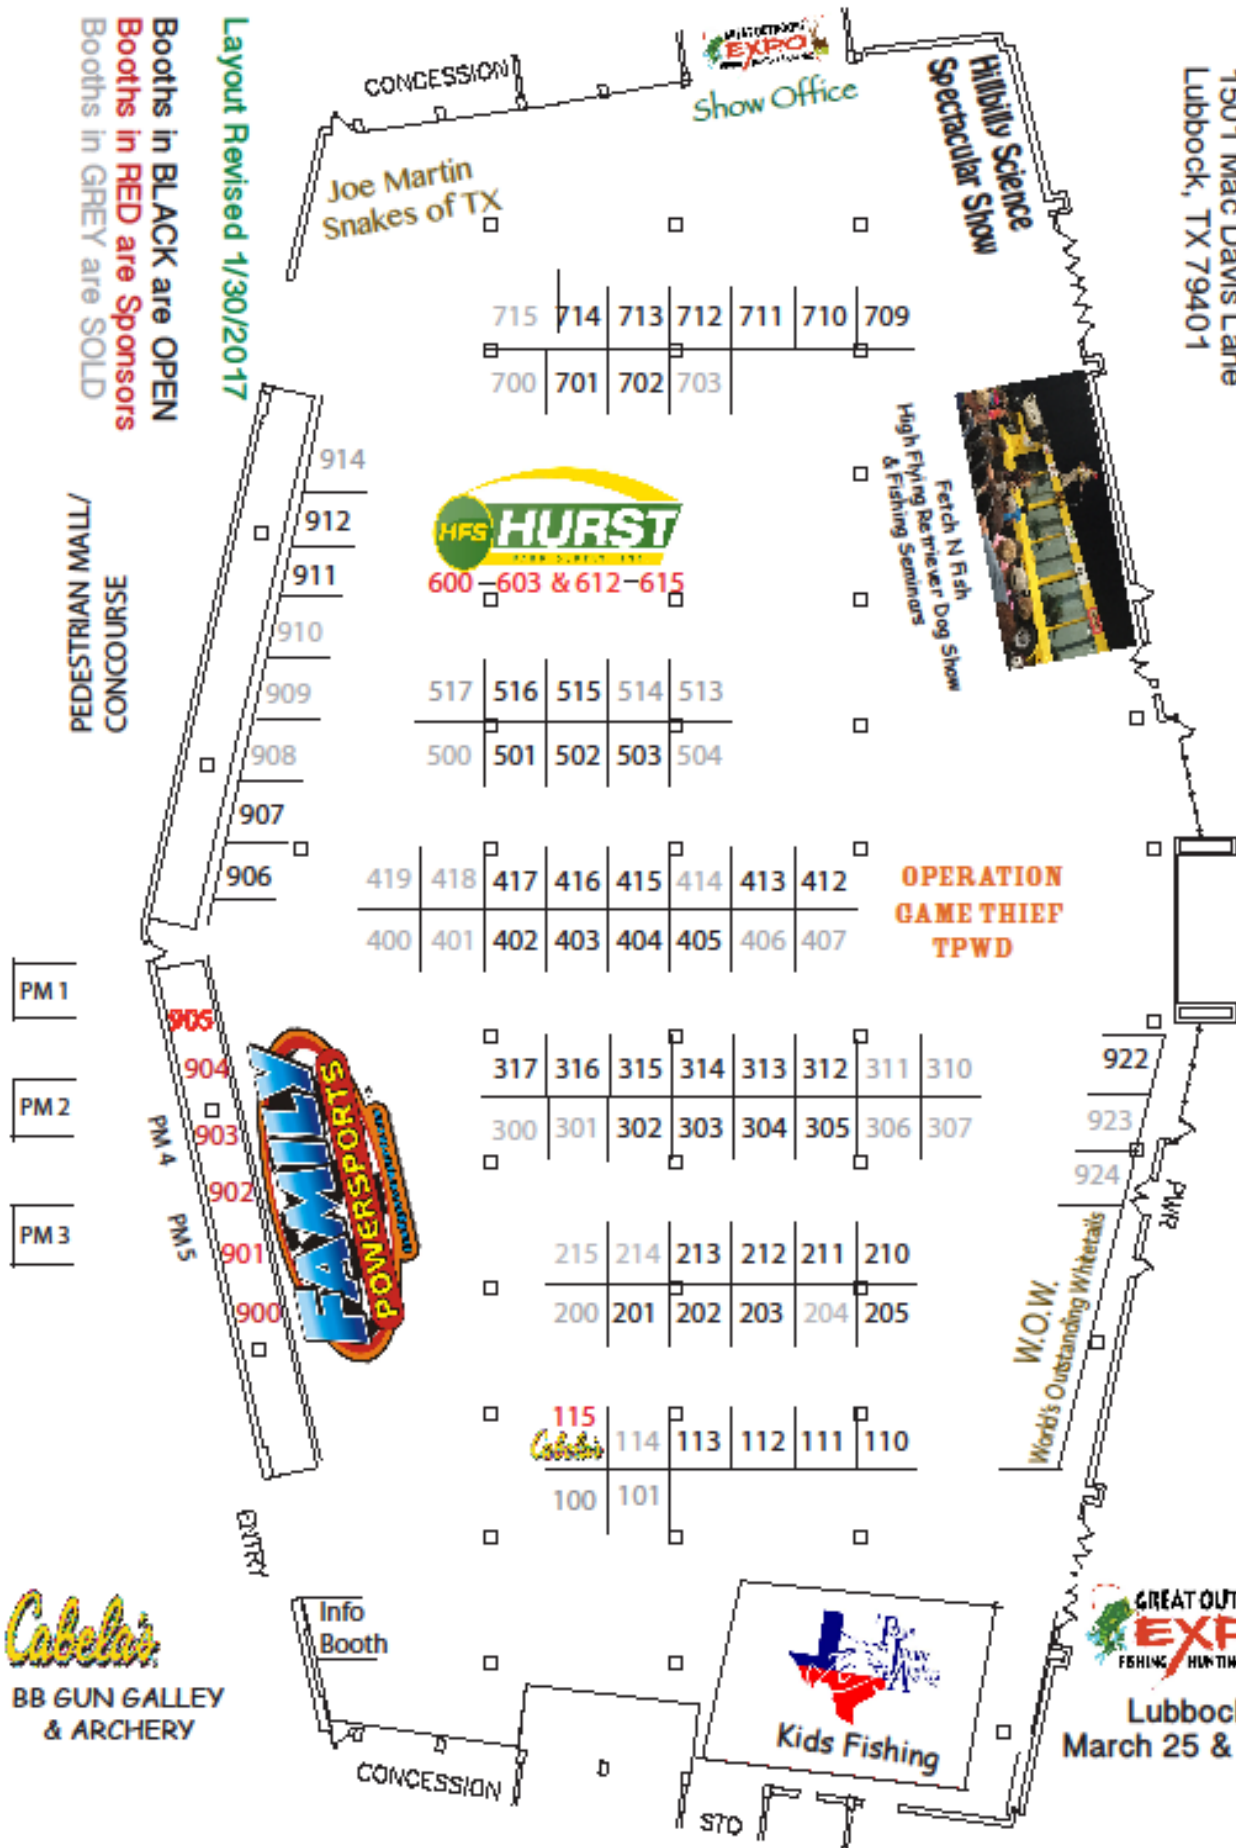 Layout Revised 1/30/2017
Booths in BLACK are OPEN
Booths in RED are Sponsors
Booths in GREY are SOLD
CONCESSION
EXPO
Show Office
Hillbilly Science
Spectacular Show
1501 Mac Davis Lane
Lubbock, TX 79401
Joe Martin
Snakes of TX
715 714 713 712 711 710 709
700 701 702 703
Fetch N Fish
High Flying Retriever Dog Show
& Fishing Seminars
HFS HURST
600-603 & 612-615
PEDESTRIAN MALL/
CONCOURSE
914
912
911
910
909
908
907
906
517 516 515 514 513
500 501 502 503 504
419 418 417 416 415 414 413 412
400 401 402 403 404 405 406 407
OPERATION
GAME THIEF
TPWD
PM 1
PM 2
PM 3
PM 4
PM 5
905
904
903
902
901
900
FAMILY
POWERSPORTS
317 316 315 314 313 312 311 310
300 301 302 303 304 305 306 307
922
923
924
PWR
W.O.W.
World's Outstanding Whitetails
215 214 213 212 211 210
200 201 202 203 204 205
115
Cabela's
114 113 112 111 110
100 101
ENTRY
Info
Booth
Cabela's
BB GUN GALLEY
& ARCHERY
CONCESSION
STO
Kids Fishing
GREAT OUT
EXP
FISHING HUNTIN
Lubbock
March 25 &